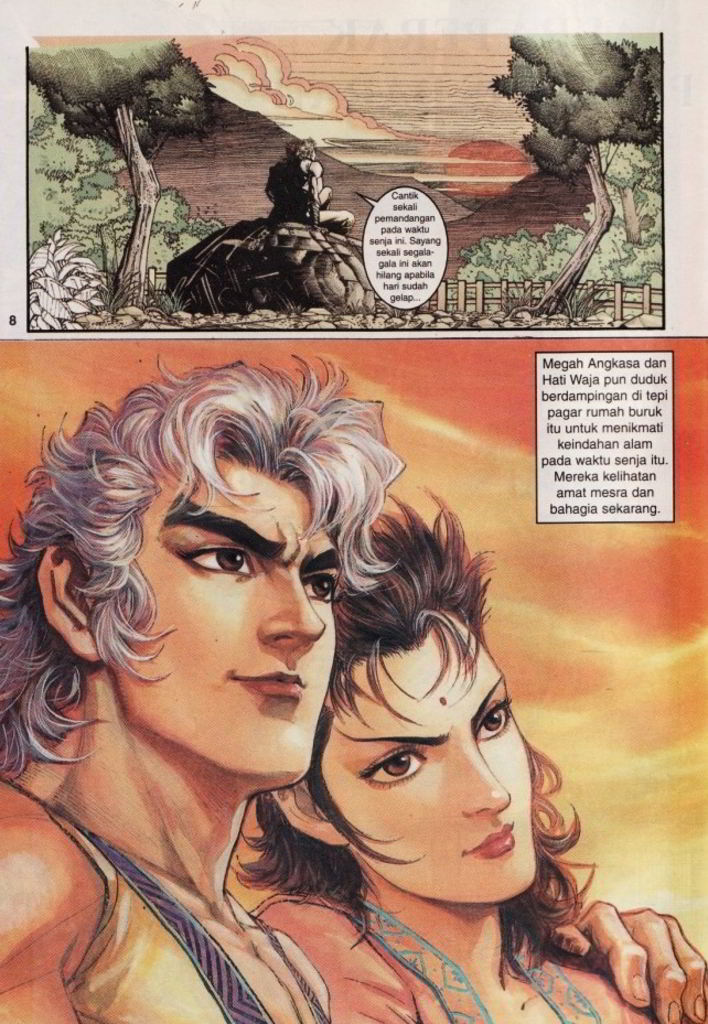 Cantik
sekali
pemandangan
pada waktu
senja ini. Sayang
sekali segala-
gala ini akan
hilang apabila
hari sudah
gelap...
8
Megah Angkasa dan
Hati Waja pun duduk
berdampingan di tepi
pagar rumah buruk
itu untuk menikmati
keindahan alam
pada waktu senja itu.
Mereka kelihatan
amat mesra dan
bahagia sekarang.